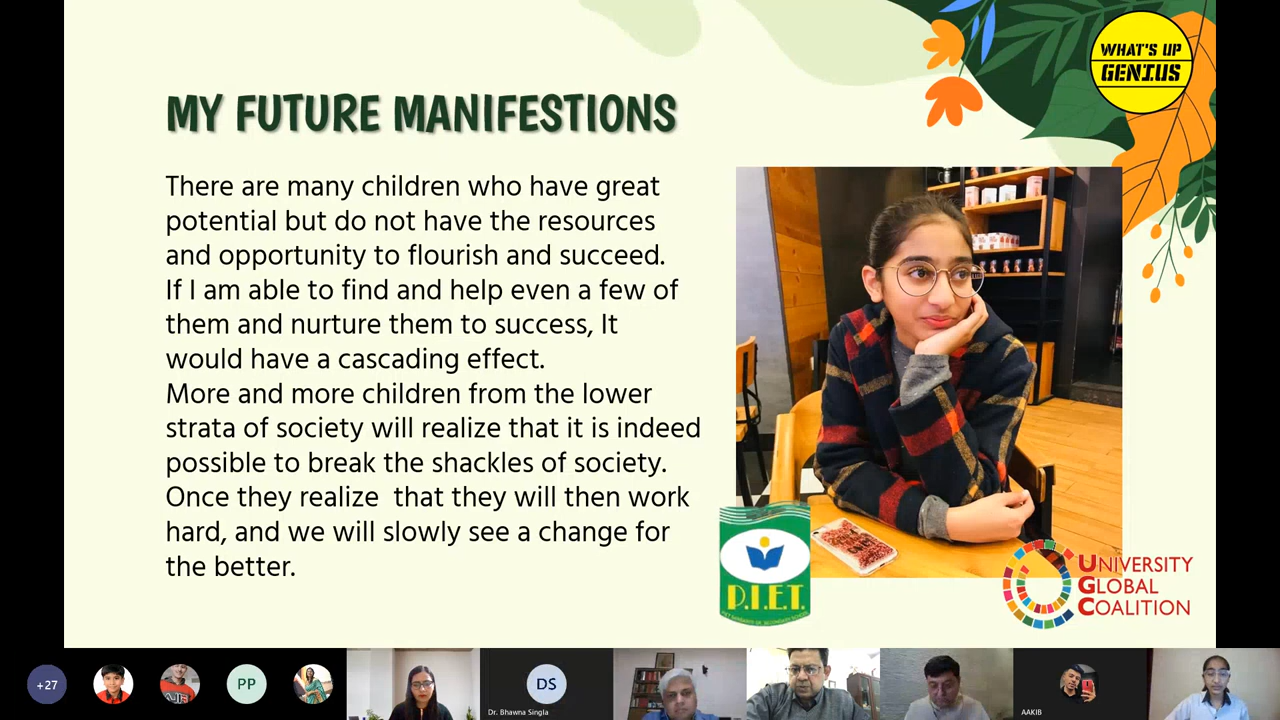 WHAT'S UP
GENIUS
MY FUTURE MANIFESTIONS
There are many children who have great
potential but do not have the resources
and opportunity to flourish and succeed.
If I am able to find and help even a few of
them and nurture them to success, It
would have a cascading effect.
More and more children from the lower
strata of society will realize that it is indeed
possible to break the shackles of society.
Once they realize  that they will then work
hard, and we will slowly see a change for
the better.
P.I.E.T.
UNIVERSITY
GLOBAL
COALITION
+27
PP
DS
Dr. Bhawna Singla
AAKIB